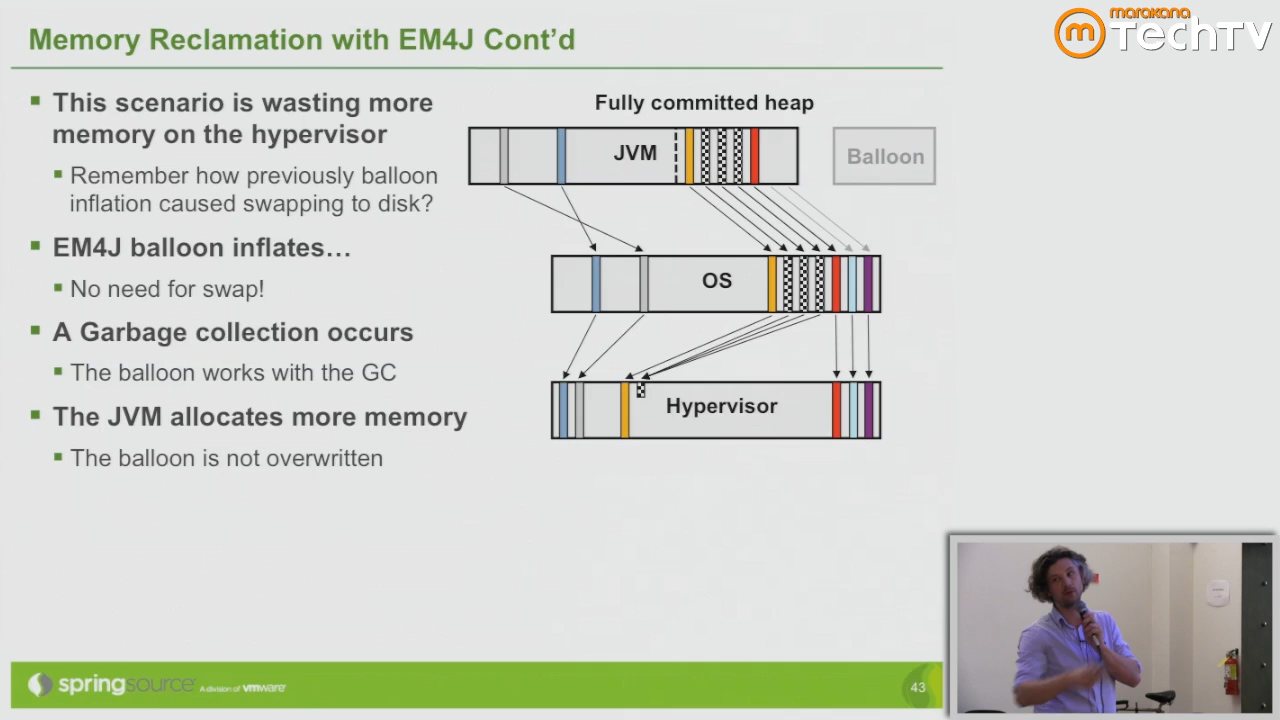 Memory Reclamation with EM4J Cont'd
marakana
m TechTV
This scenario is wasting more
memory on the hypervisor
Remember how previously balloon
inflation caused swapping to disk?
EM4J balloon inflates…
No need for swap!
A Garbage collection occurs
The balloon works with the GC
The JVM allocates more memory
The balloon is not overwritten
Fully committed heap
JVM
Balloon
OS
Hypervisor
springsource A division of vmware
43